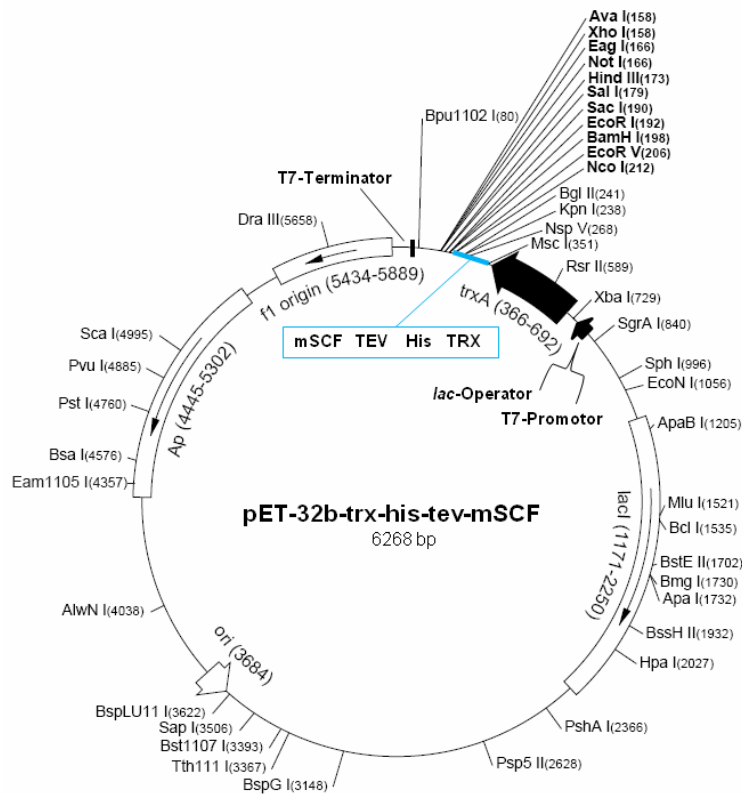 Ava I(158)
Xho I(158)
Eag I(166)
Not I(166)
Hind III(173)
Sal I(179)
Sac I(190)
EcoR I(192)
BamH I(198)
EcoR V(206)
Nco I(212)
Bpu1102 I(80)
Bgl II(241)
Kpn I(238)
Nsp V(268)
Msc I(351)
Rsr II(589)
Xba I(729)
SgrA I(840)
Sph I(996)
EcoN I(1056)
ApaB I(1205)
Mlu I(1521)
Bcl I(1535)
BstE II(1702)
Bmg I(1730)
Apa I(1732)
BssH II(1932)
Hpa I(2027)
PshA I(2366)
Psp5 II(2628)
BspG I(3148)
Tth111 I(3367)
Bst1107 I(3393)
Sap I(3506)
BspLU11 I(3622)
AlwN I(4038)
Eam1105 I(4357)
Bsa I(4576)
Pst I(4760)
Pvu I(4885)
Sca I(4995)
Dra III(5658)
T7-Terminator
f1 origin (5434-5889)
trxA (366-692)
mSCF TEV His TRX
lac-Operator
T7-Promotor
Ap (4445-5302)
lacI (1171-2250)
ori (3684)
pET-32b-trx-his-tev-mSCF
6268 bp